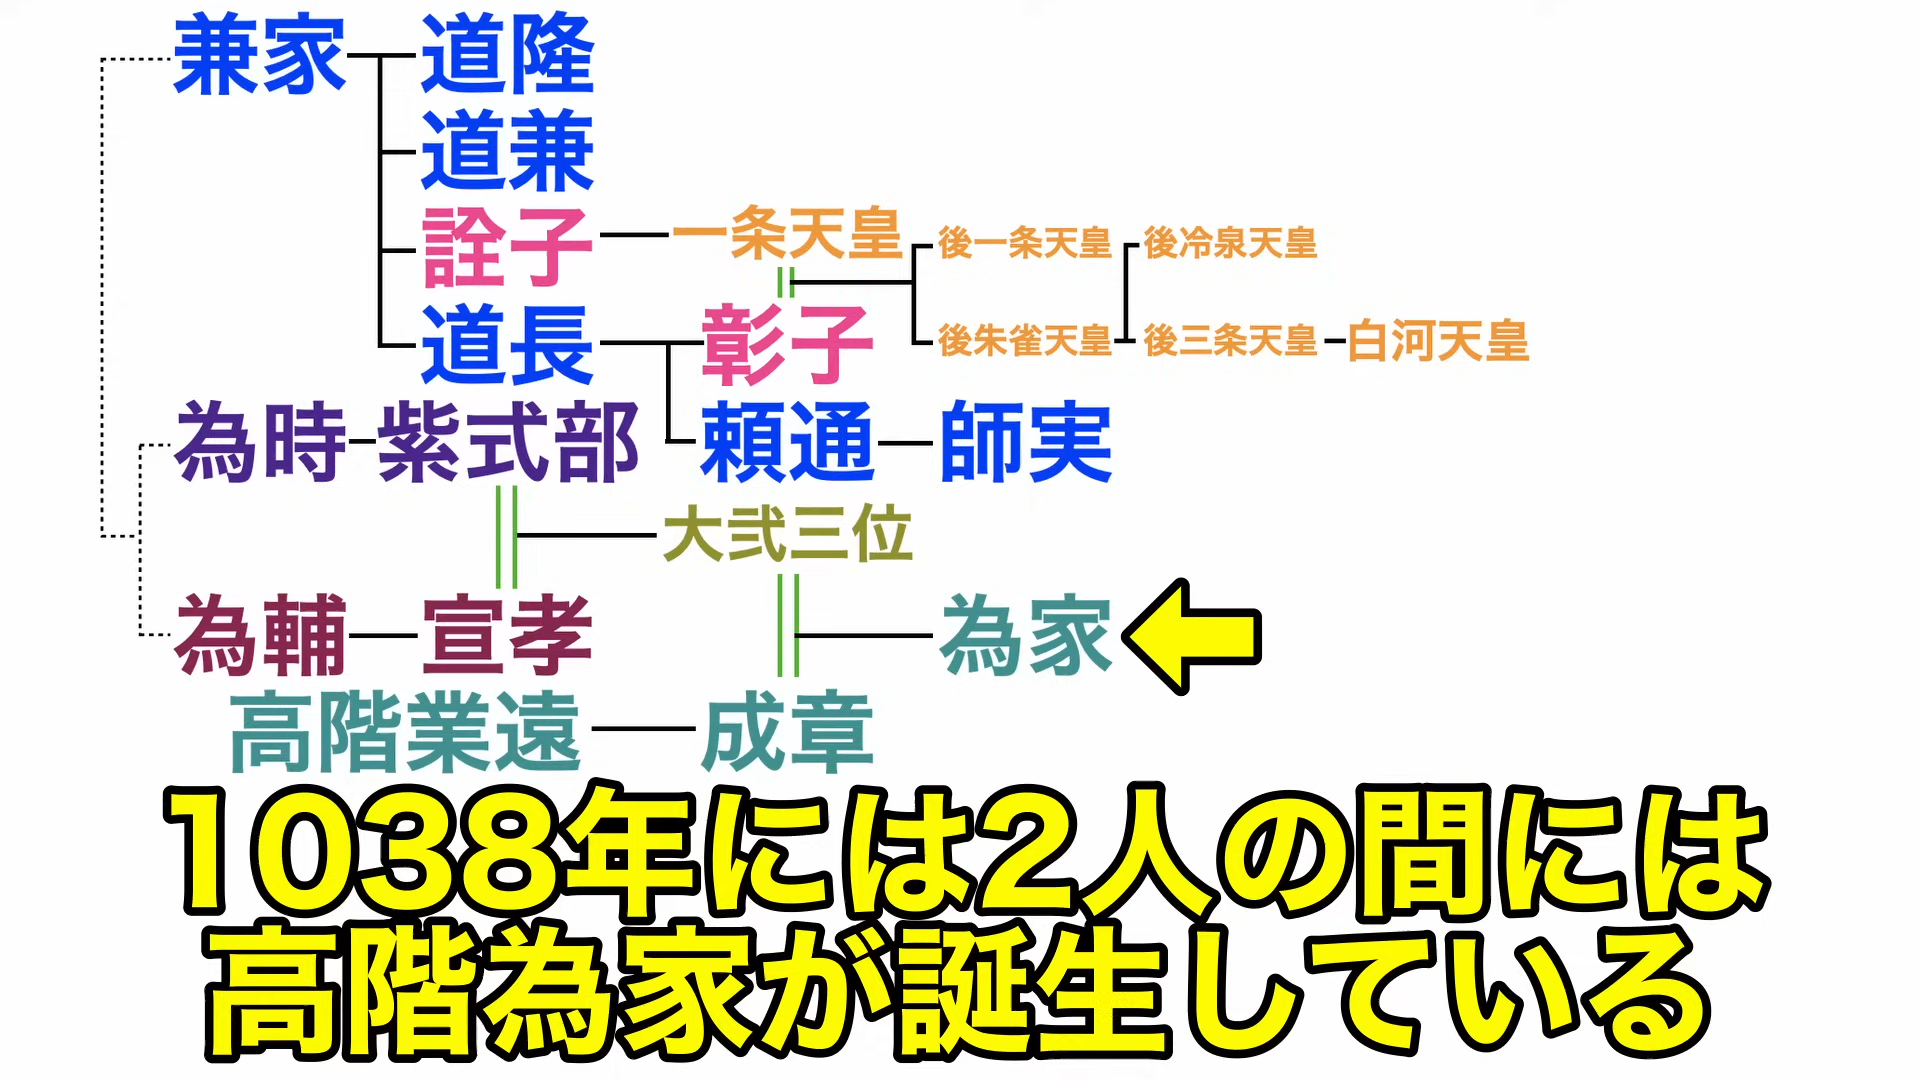 兼家 道隆
道兼
詮子 一条天皇 後一条天皇 後冷泉天皇
道長 彰子 後朱雀天皇 後三条天皇 白河天皇
為時 紫式部 頼通 師実
大弐三位
為輔 宣孝 為家
高階業遠 成章
1038年には2人の間には
高階為家が誕生している